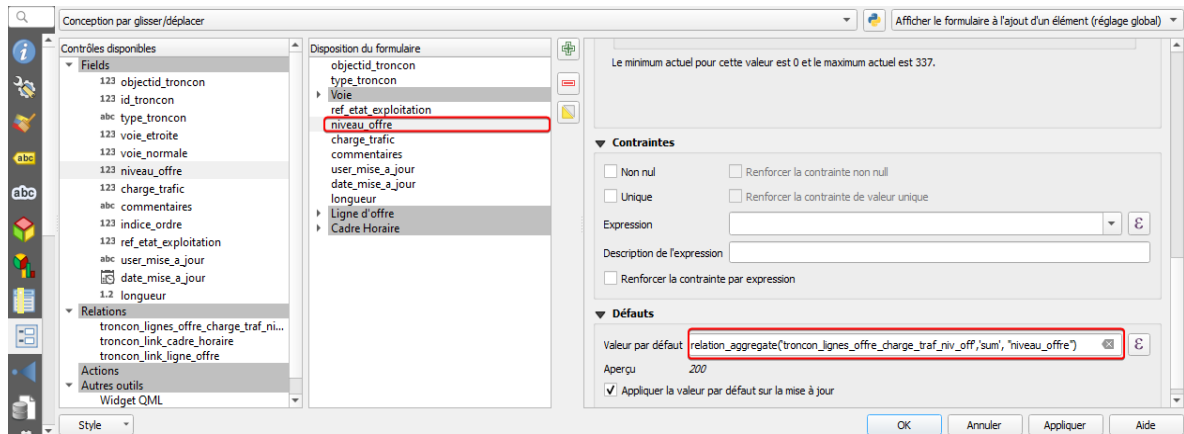 Conception par glisser/déplacer
Afficher le formulaire à l'ajout d'un élément (réglage global)
Contrôles disponibles
Fields
123 objectid_troncon
123 id_troncon
abc type_troncon
123 voie_etroite
123 voie_normale
123 niveau_offre
123 charge_trafic
abc commentaires
123 indice_ordre
123 ref_etat_exploitation
abc user_mise_a_jour
date_mise_a_jour
1.2 longueur
Relations
troncon_lignes_offre_charge_traf_ni...
troncon_link_cadre_horaire
troncon_link_ligne_offre
Actions
Autres outils
Widget QML
Disposition du formulaire
objectid_troncon
type_troncon
Voie
ref_etat_exploitation
niveau_offre
charge_trafic
commentaires
user_mise_a_jour
date_mise_a_jour
longueur
Ligne d'offre
Cadre Horaire
Le minimum actuel pour cette valeur est 0 et le maximum actuel est 337.
Contraintes
Non nul
Renforcer la contrainte non null
Unique
Renforcer la contrainte de valeur unique
Expression
ε
Description de l'expression
Renforcer la contrainte par expression
Défauts
Valeur par défaut relation_aggregate('troncon_lignes_offre_charge_traf_niv_off','sum', "niveau_offre")
ε
Aperçu 200
Appliquer la valeur par défaut sur la mise à jour
abc
abc
Style
OK
Annuler
Appliquer
Aide